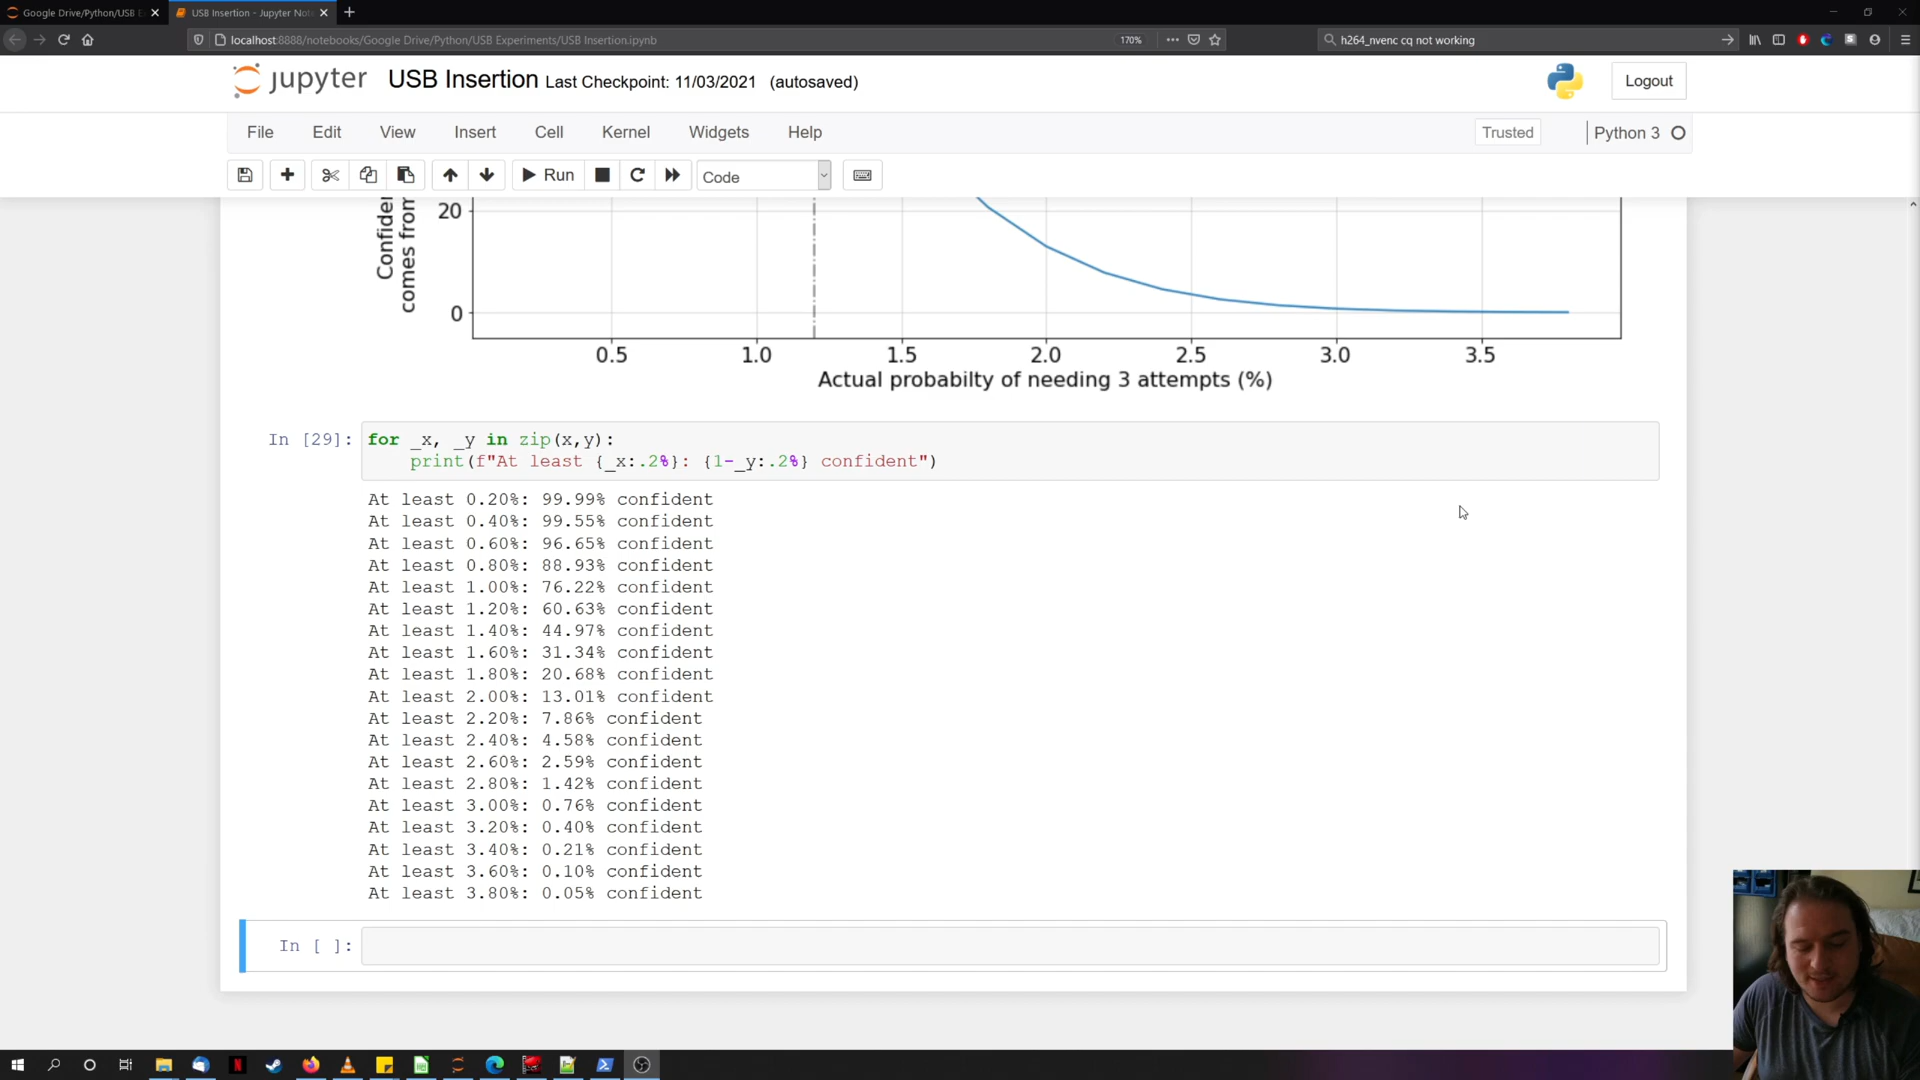 Google Drive/Python/USB E
USB Insertion - Jupyter Not
localhost:8888/notebooks/Google Drive/Python/USB Experiments/USB Insertion.ipynb
170%
h264_nvenc cq not working
jupyter
USB Insertion Last Checkpoint: 11/03/2021 (autosaved)
Logout
File Edit View Insert Cell Kernel Widgets Help
Trusted
Python 3
Run
Code
Confiden
comes from
20
0
0.5 1.0 1.5 2.0 2.5 3.0 3.5
Actual probabilty of needing 3 attempts (%)
In [29]:
for _x, _y in zip(x,y):
print(f"At least {_x:.2%}: {1-_y:.2%} confident")
At least 0.20%: 99.99% confident
At least 0.40%: 99.55% confident
At least 0.60%: 96.65% confident
At least 0.80%: 88.93% confident
At least 1.00%: 76.22% confident
At least 1.20%: 60.63% confident
At least 1.40%: 44.97% confident
At least 1.60%: 31.34% confident
At least 1.80%: 20.68% confident
At least 2.00%: 13.01% confident
At least 2.20%: 7.86% confident
At least 2.40%: 4.58% confident
At least 2.60%: 2.59% confident
At least 2.80%: 1.42% confident
At least 3.00%: 0.76% confident
At least 3.20%: 0.40% confident
At least 3.40%: 0.21% confident
At least 3.60%: 0.10% confident
At least 3.80%: 0.05% confident
In [ ]: